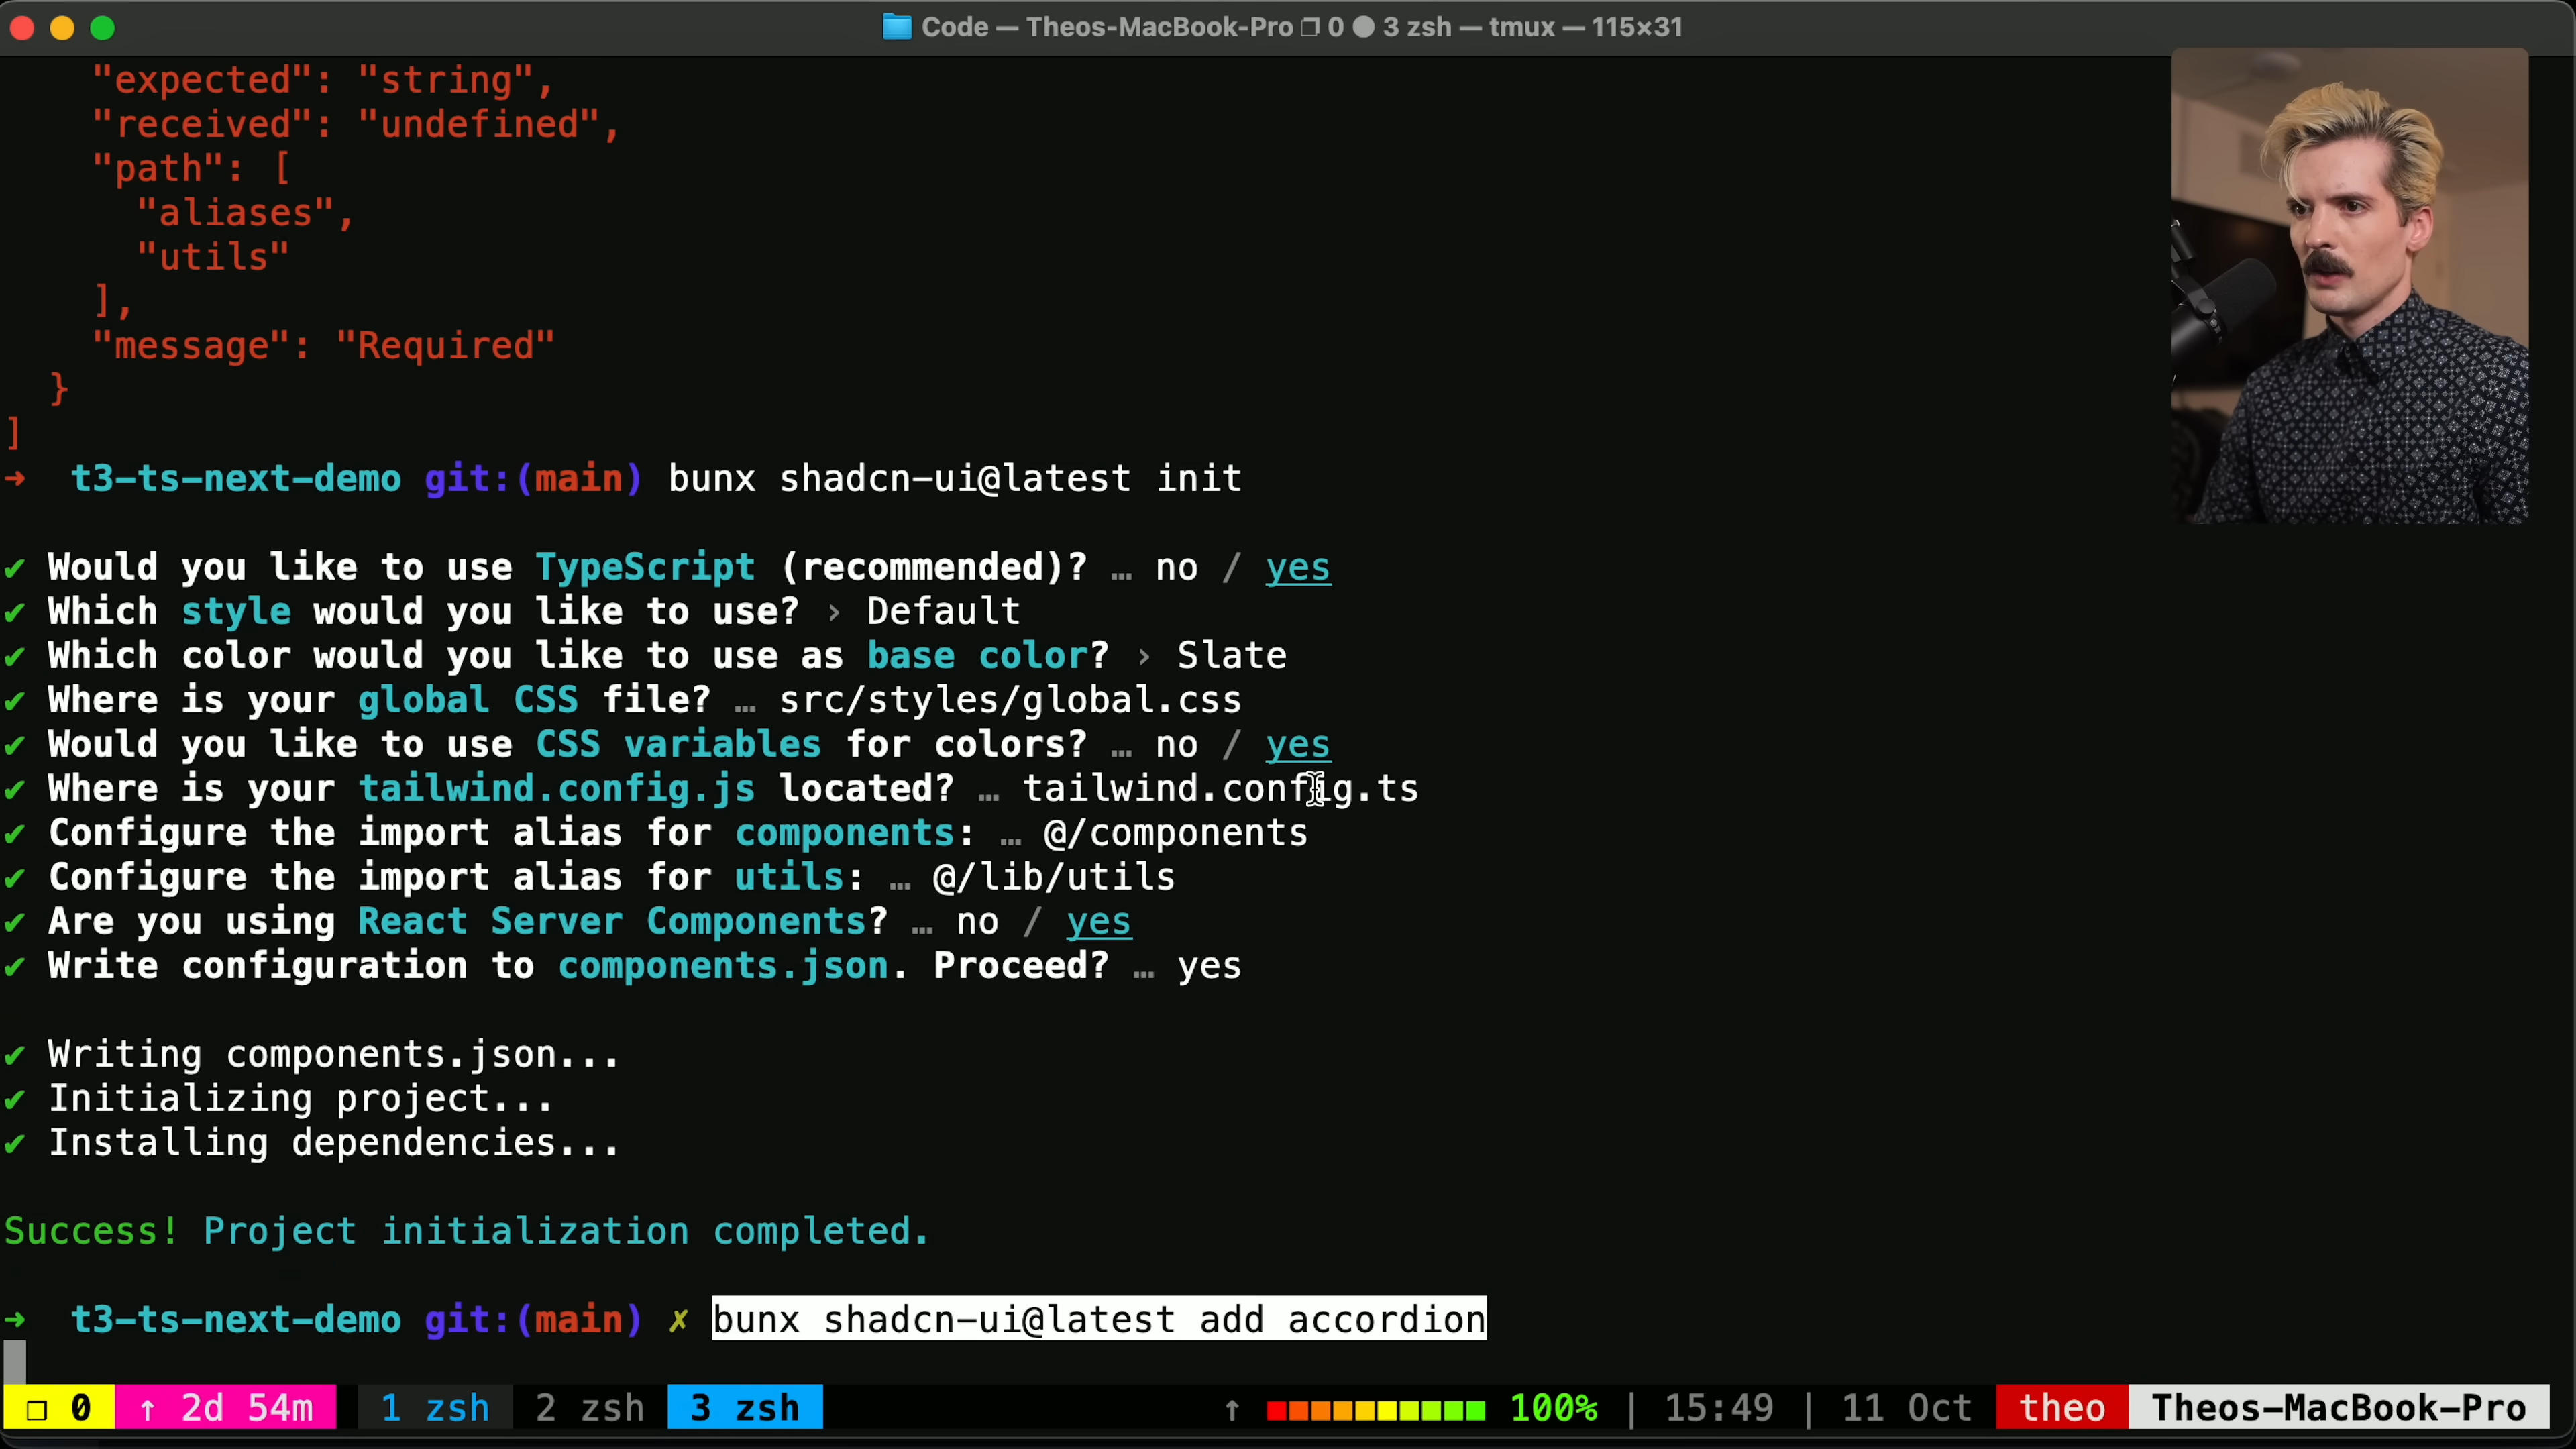 Code — Theos-MacBook-Pro ❐ 0 ● 3 zsh — tmux — 115×31
"expected": "string",
"received": "undefined",
"path": [
"aliases",
"utils"
],
"message": "Required"
}
]
➜ t3-ts-next-demo git:(main) bunx shadcn-ui@latest init
✔ Would you like to use TypeScript (recommended)? … no / yes
✔ Which style would you like to use? › Default
✔ Which color would you like to use as base color? › Slate
✔ Where is your global CSS file? … src/styles/global.css
✔ Would you like to use CSS variables for colors? … no / yes
✔ Where is your tailwind.config.js located? … tailwind.config.ts
✔ Configure the import alias for components: … @/components
✔ Configure the import alias for utils: … @/lib/utils
✔ Are you using React Server Components? … no / yes
✔ Write configuration to components.json. Proceed? … yes
✔ Writing components.json...
✔ Initializing project...
✔ Installing dependencies...
Success! Project initialization completed.
➜ t3-ts-next-demo git:(main) ✗ bunx shadcn-ui@latest add accordion
❐ 0 ↑ 2d 54m 1 zsh 2 zsh 3 zsh ↑ 100% | 15:49 | 11 Oct theo Theos-MacBook-Pro